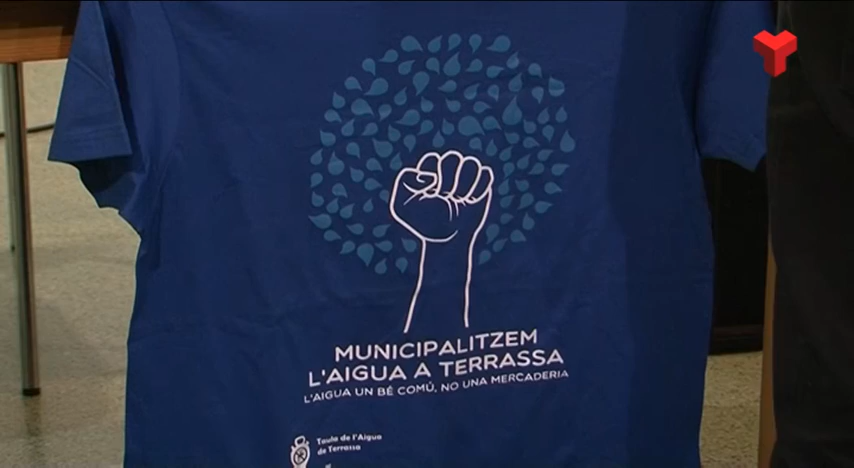 MUNICIPALITZEM
L'AIGUA A TERRASSA
L'AIGUA UN BÉ COMÚ, NO UNA MERCADERIA
Taula de l'Aigua
de Terrassa